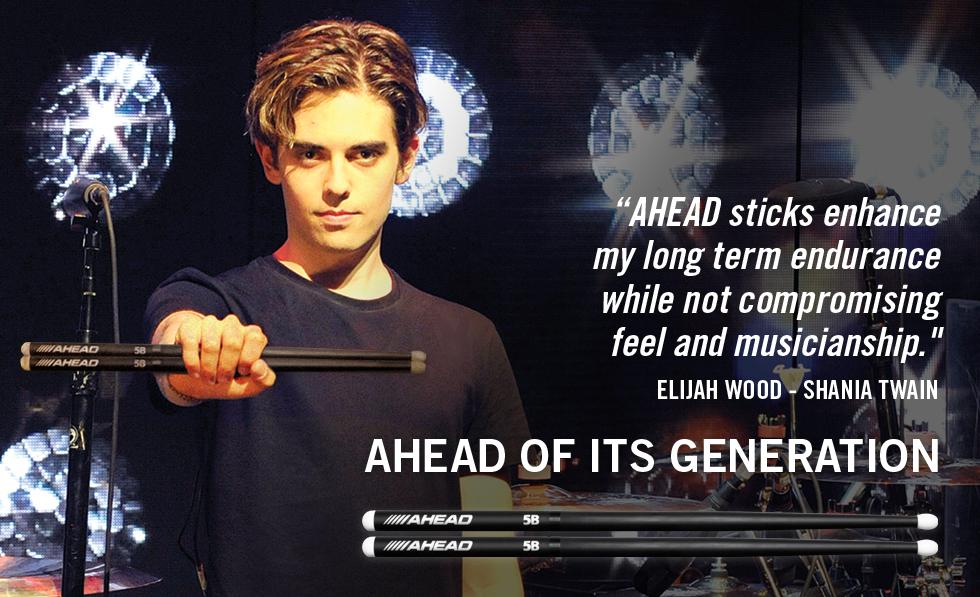 “AHEAD sticks enhance
my long term endurance
while not compromising
feel and musicianship."
ELIJAH WOOD - SHANIA TWAIN
AHEAD 5B
AHEAD 5B
AHEAD OF ITS GENERATION
AHEAD 5B
AHEAD 5B